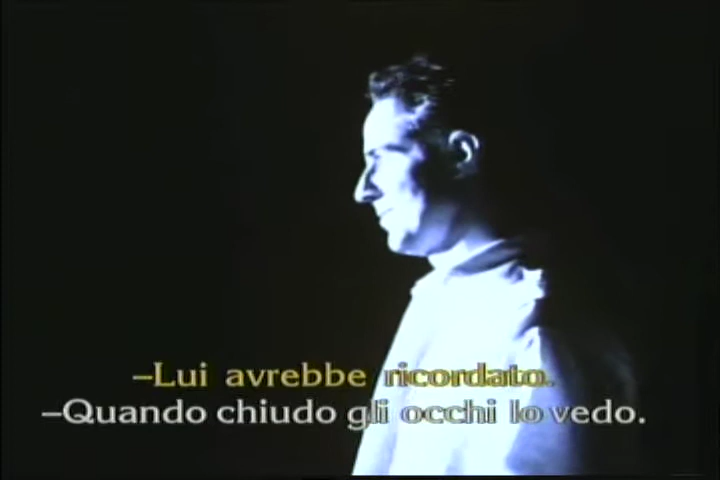 –Lui avrebbe ricordato.
–Quando chiudo gli occhi lo vedo.